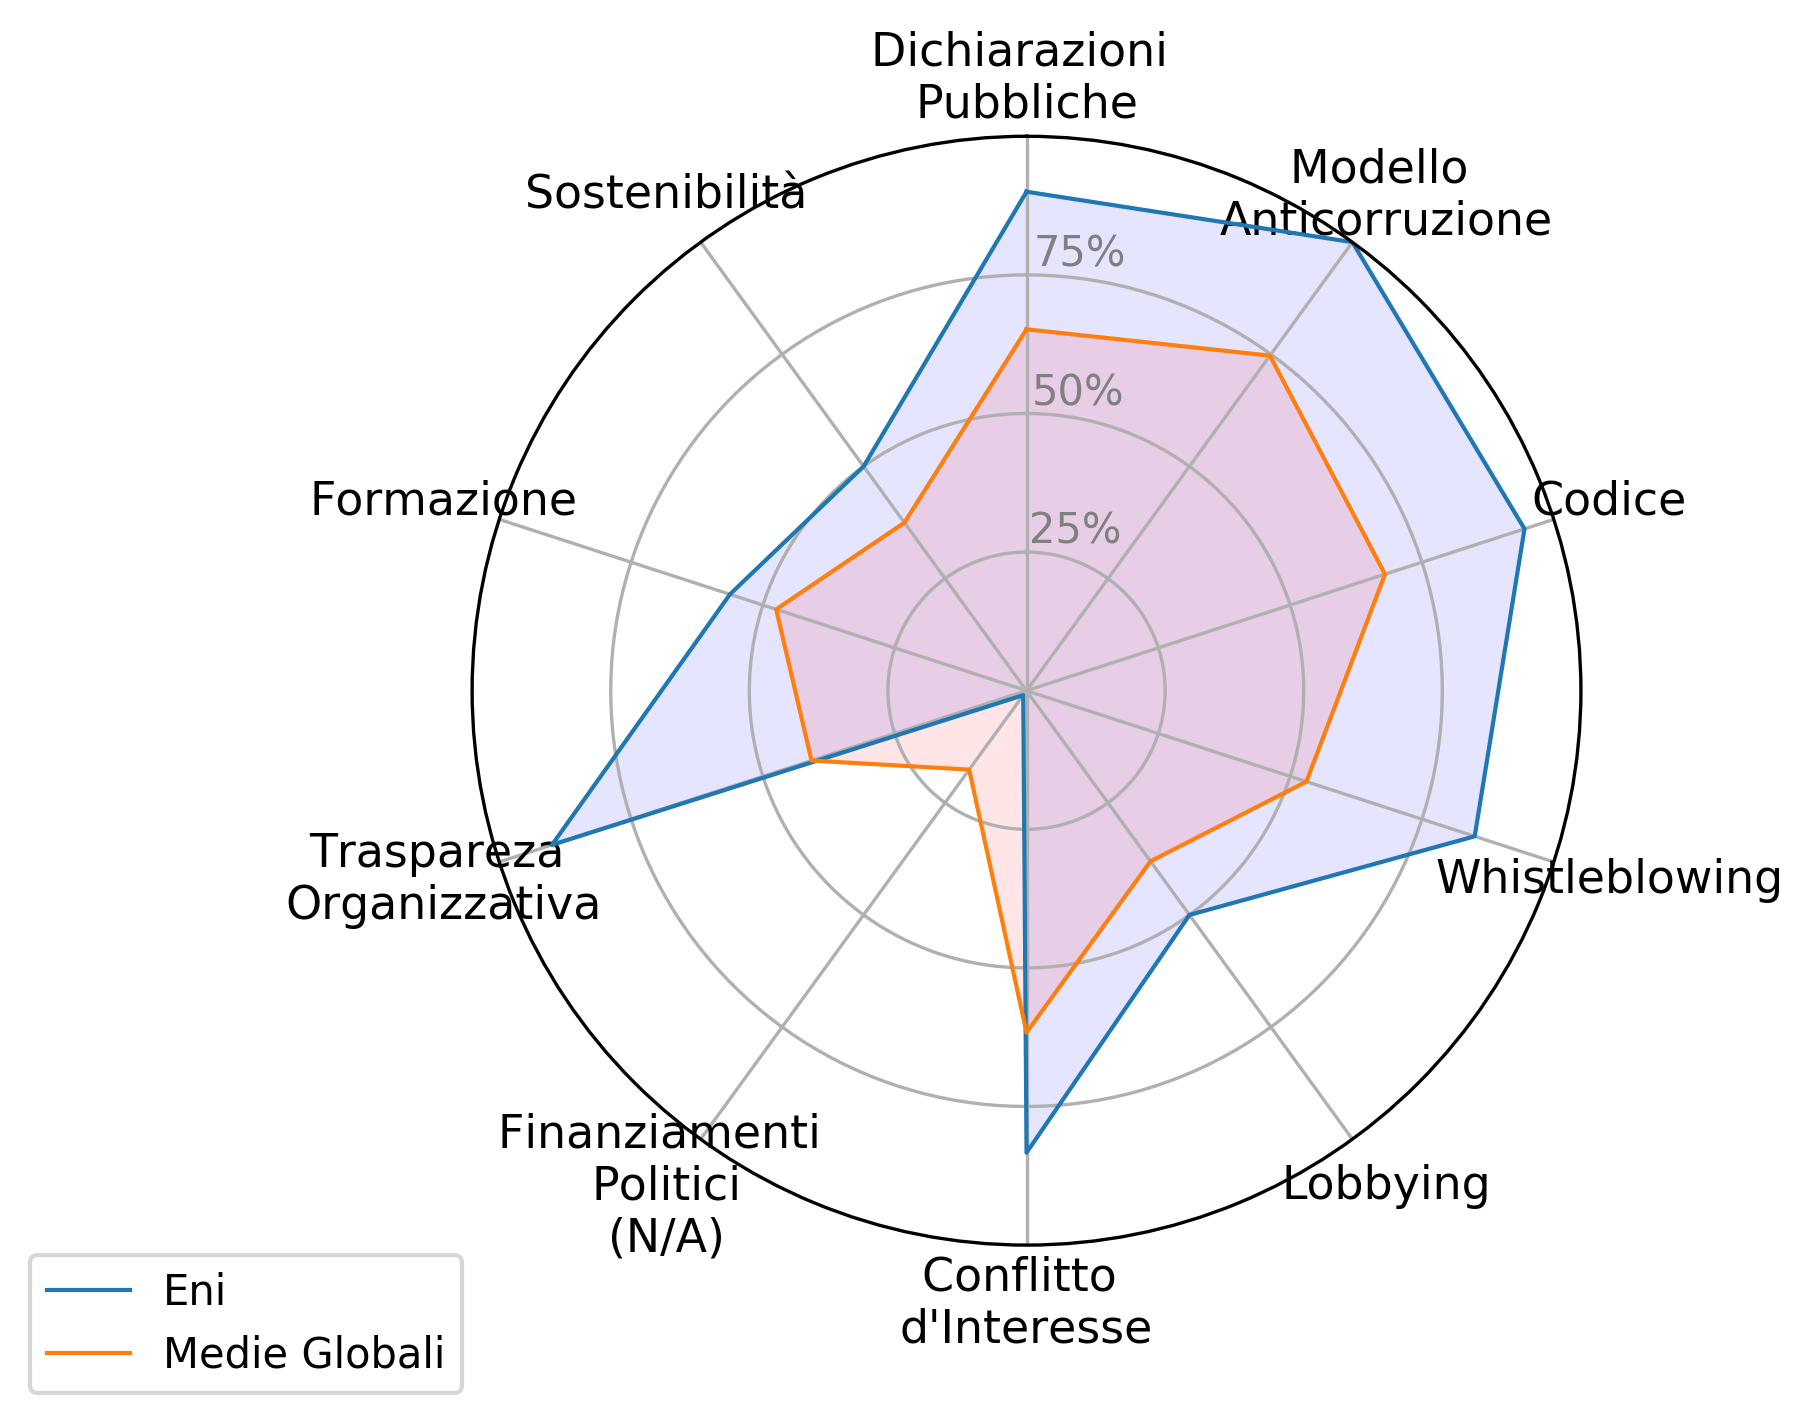 Dichiarazioni
Pubbliche
Modello
Anticorruzione
Sostenibilità
75%
50%
25%
Formazione
Codice
Traspareza
Organizzativa
Whistleblowing
Finanziamenti
Politici
(N/A)
Lobbying
Conflitto
d'Interesse
Eni
Medie Globali